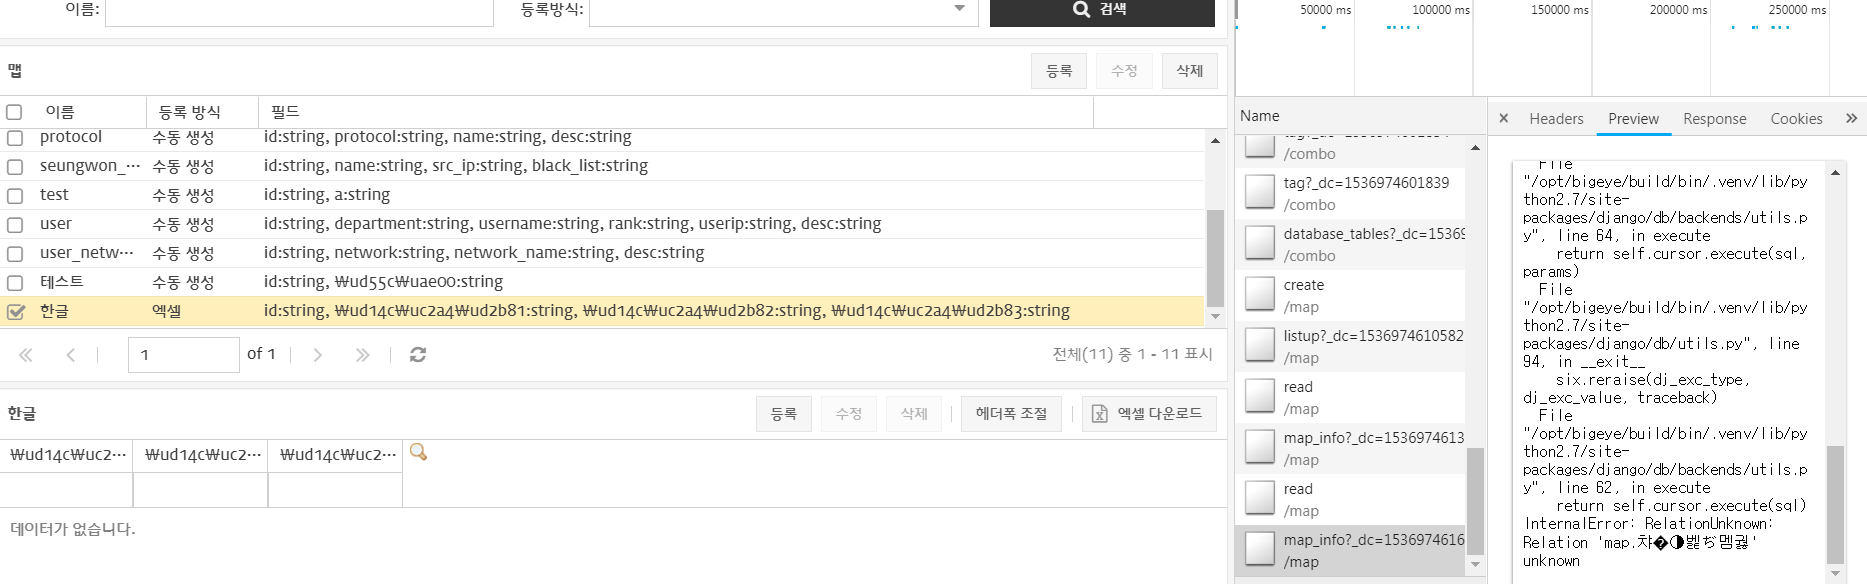 이름:
등록방식:
검색
맵
등록
수정
삭제
이름
등록 방식
필드
protocol
수동 생성
id:string, protocol:string, name:string, desc:string
seungwon_···
수동 생성
id:string, name:string, src_ip:string, black_list:string
test
수동 생성
id:string, a:string
user
수동 생성
id:string, department:string, username:string, rank:string, userip:string, desc:string
user_netw···
수동 생성
id:string, network:string, network_name:string, desc:string
테스트
수동 생성
id:string, ₩ud55c₩uae00:string
한글
엑셀
id:string, ₩ud14c₩uc2a4₩ud2b81:string, ₩ud14c₩uc2a4₩ud2b82:string, ₩ud14c₩uc2a4₩ud2b83:string
1
of 1
전체(11) 중 1 - 11 표시
한글
등록
수정
삭제
헤더폭 조절
엑셀 다운로드
₩ud14c₩uc2···
₩ud14c₩uc2···
₩ud14c₩uc2···
데이터가 없습니다.
50000 ms
100000 ms
150000 ms
200000 ms
250000 ms
Name
/combo
tag?_dc=1536974601839
/combo
database_tables?_dc=15369
/combo
create
/map
listup?_dc=1536974610582
/map
read
/map
map_info?_dc=1536974613
/map
read
/map
map_info?_dc=1536974616
/map
×
Headers
Preview
Response
Cookies
»
File
"/opt/bigeye/build/bin/.venv/lib/py
thon2.7/site-
packages/django/db/backends/utils.p
y", line 64, in execute
return self.cursor.execute(sql,
params)
File
"/opt/bigeye/build/bin/.venv/lib/py
thon2.7/site-
packages/django/db/utils.py", line
94, in __exit__
six.reraise(dj_exc_type,
dj_exc_value, traceback)
File
"/opt/bigeye/build/bin/.venv/lib/py
thon2.7/site-
packages/django/db/backends/utils.p
y", line 62, in execute
return self.cursor.execute(sql)
InternalError: RelationUnknown:
Relation 'map.
unknown